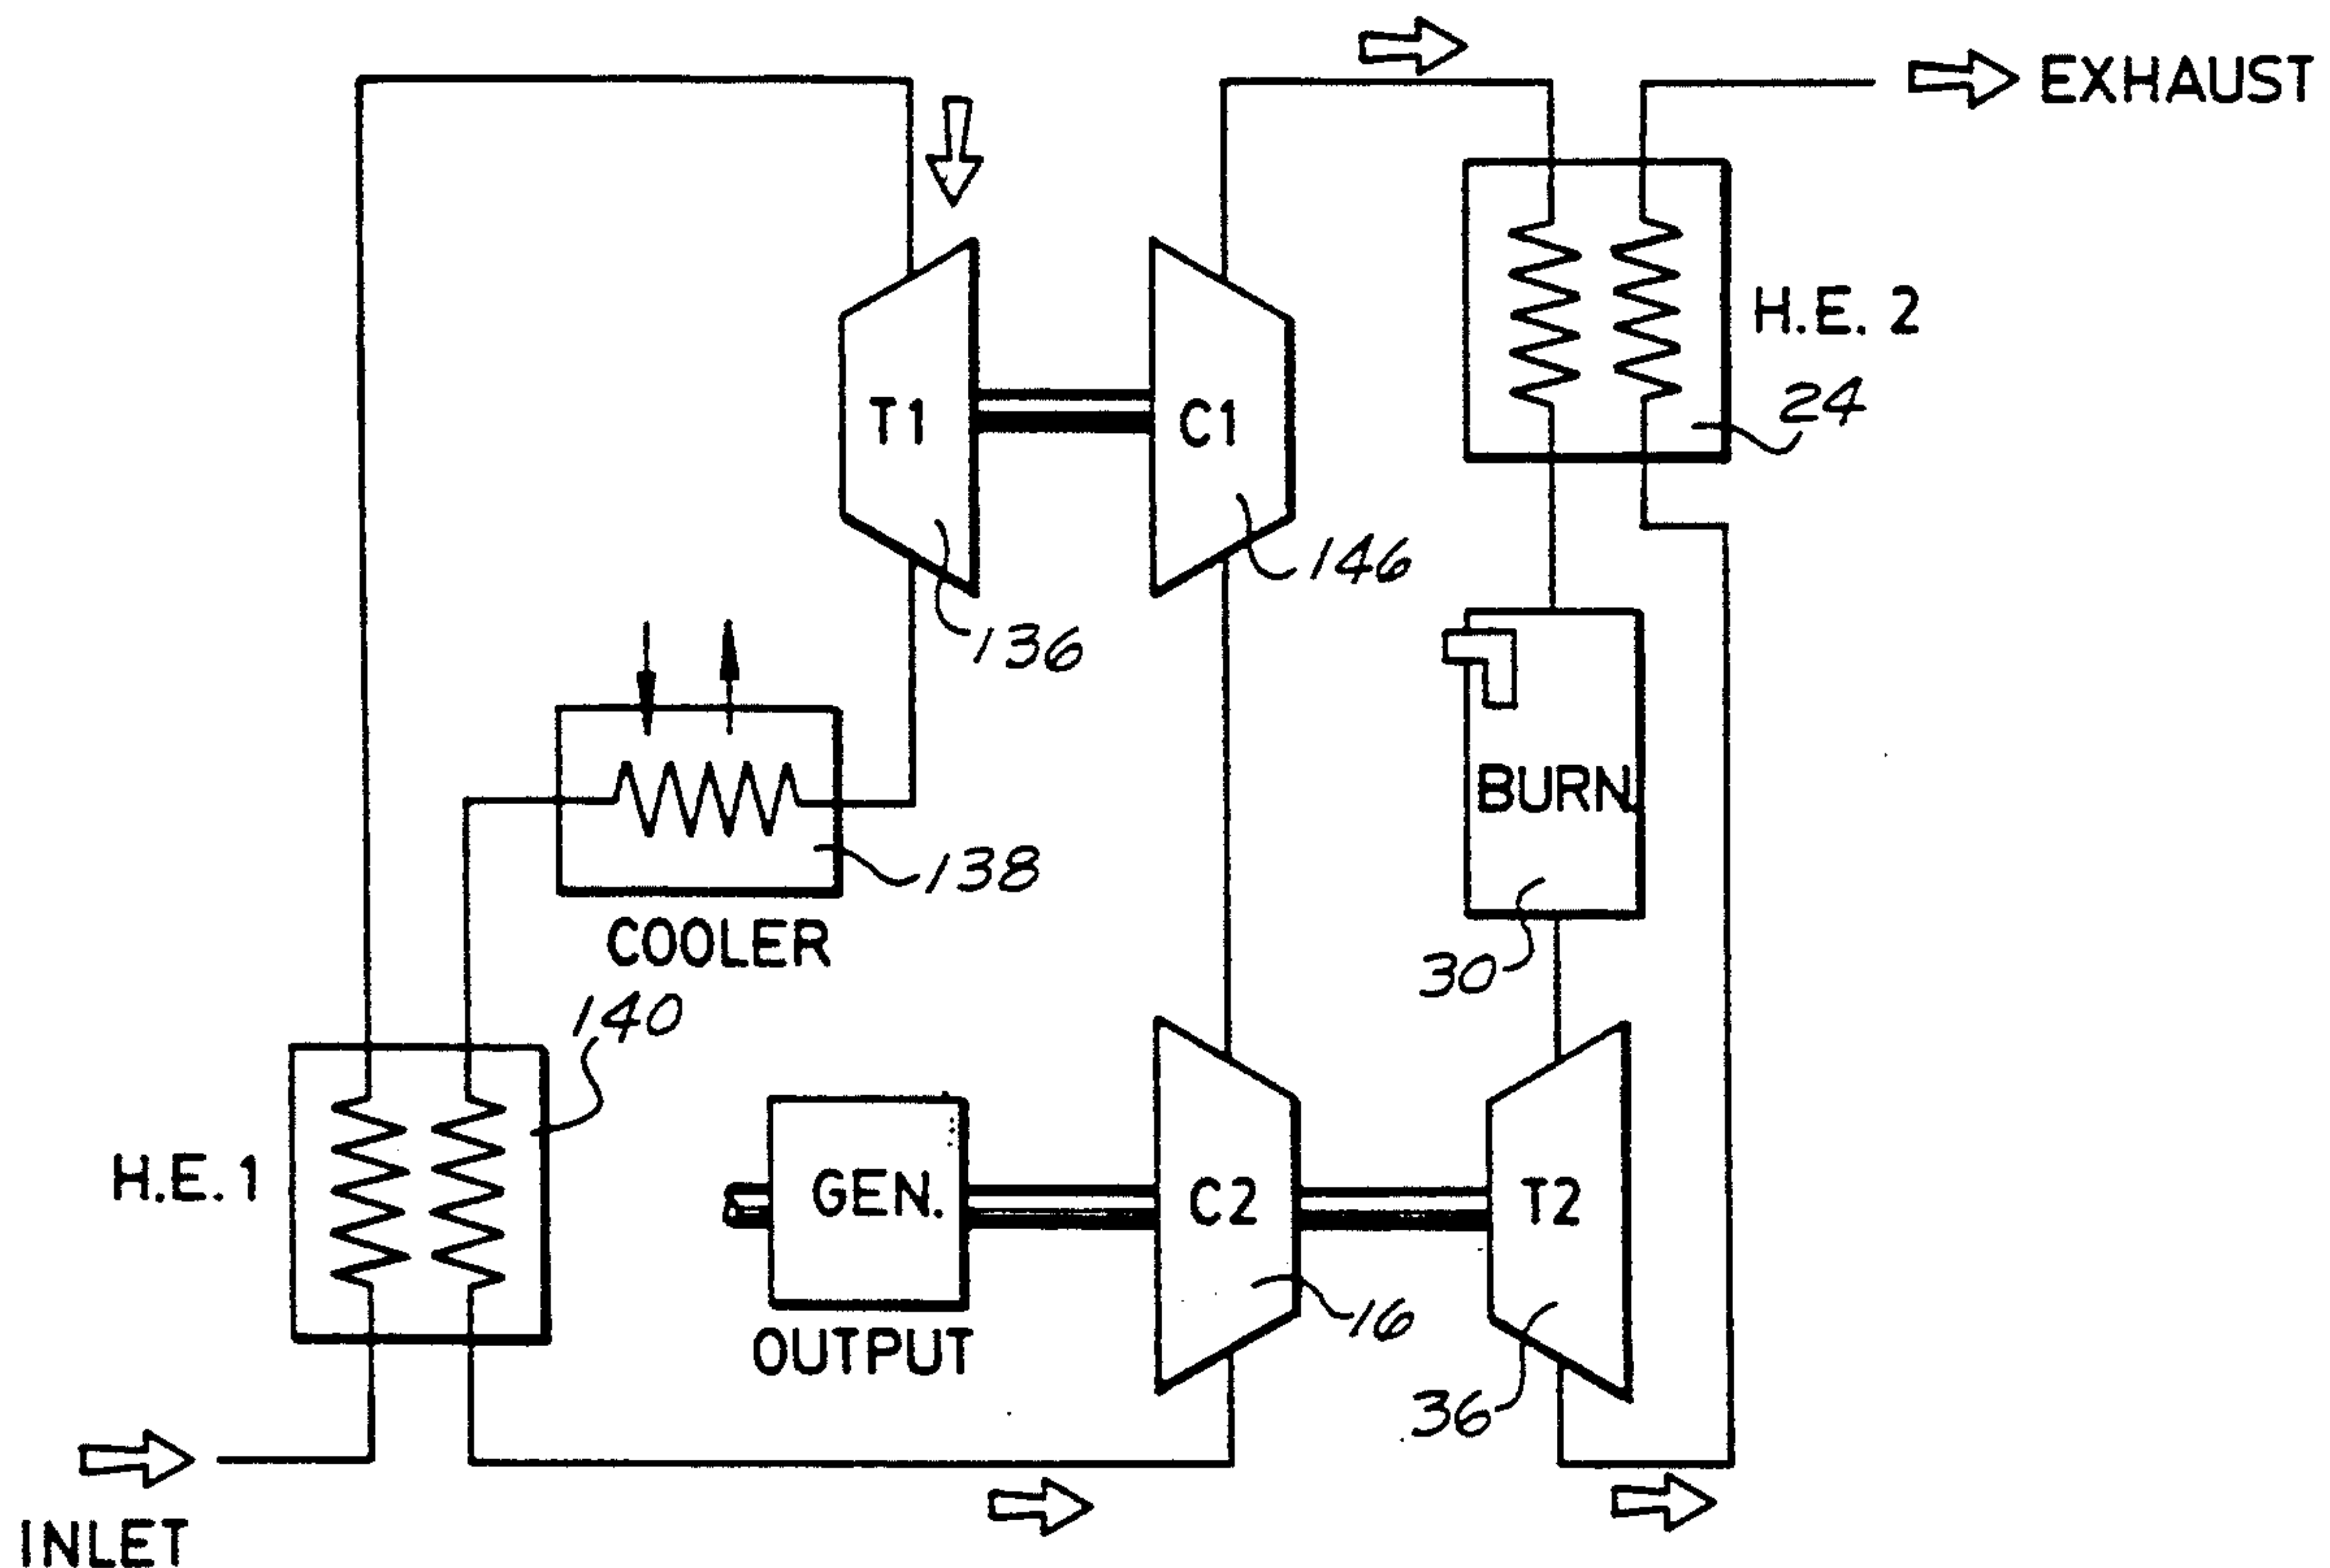 EXHAUST
H.E. 2
24
T1
C1
146
136
BURN
138
COOLER
30
140
H.E. 1
GEN.
C2
T2
16
OUTPUT
36
INLET